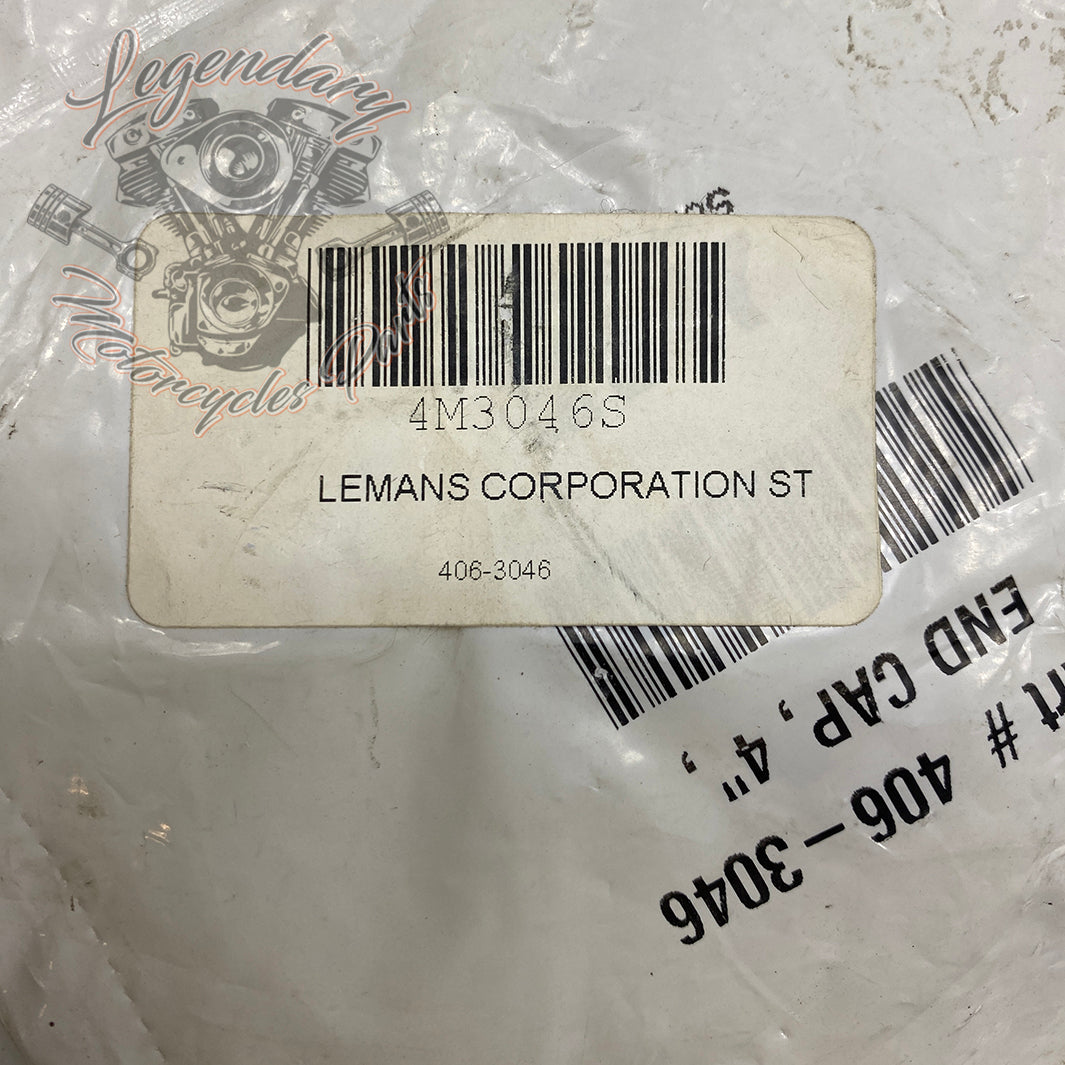 Legendary
Motorcycles Parts
4M3046S
LEMANS CORPORATION ST
406-3046
# 406-3046
END CAP, 4",